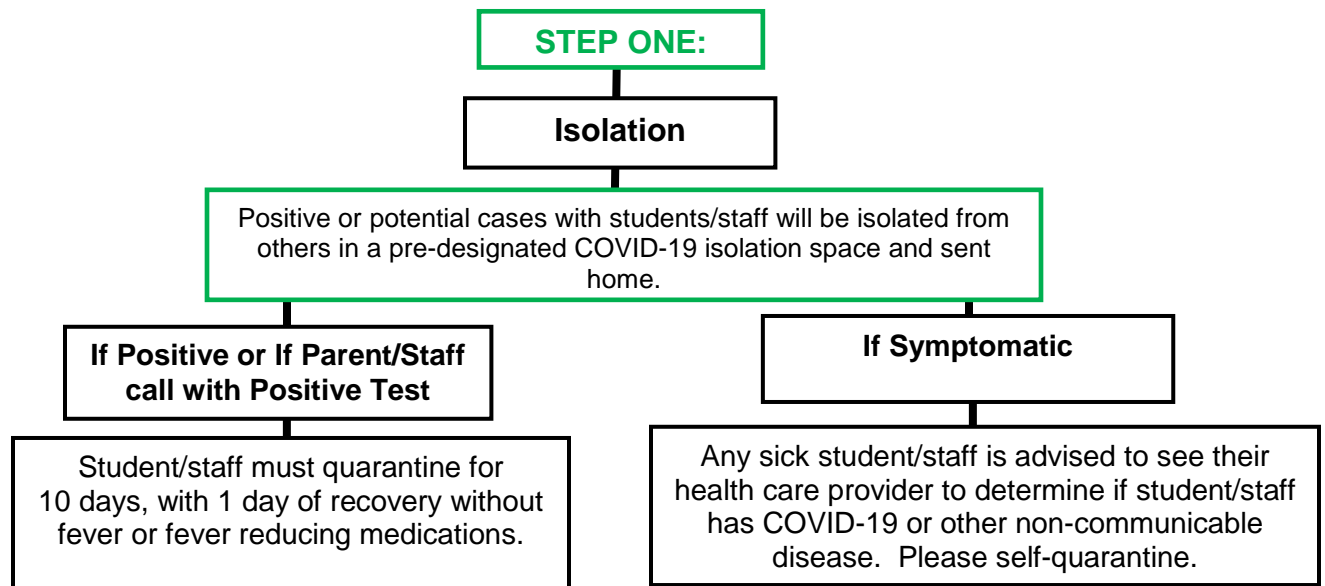 STEP ONE:
Isolation
Positive or potential cases with students/staff will be isolated from
others in a pre-designated COVID-19 isolation space and sent
home.
If Positive or If Parent/Staff
call with Positive Test
Student/staff must quarantine for
10 days, with 1 day of recovery without
fever or fever reducing medications.
If Symptomatic
Any sick student/staff is advised to see their
health care provider to determine if student/staff
has COVID-19 or other non-communicable
disease.  Please self-quarantine.